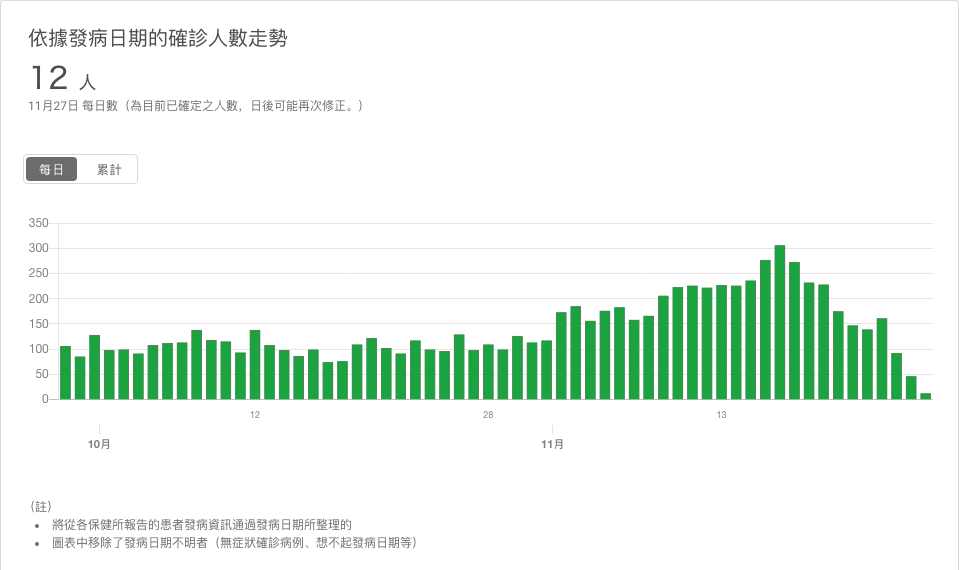 依據發病日期的確診人數走勢
12 人
11月27日 每日數（為目前已確定之人數，日後可能再次修正。）
每日 累計
350
300
250
200
150
100
50
0
12 28 13
10月 11月
（註）
• 將從各保健所報告的患者發病資訊通過發病日期所整理的
• 圖表中移除了發病日期不明者（無症狀確診病例、想不起發病日期等）